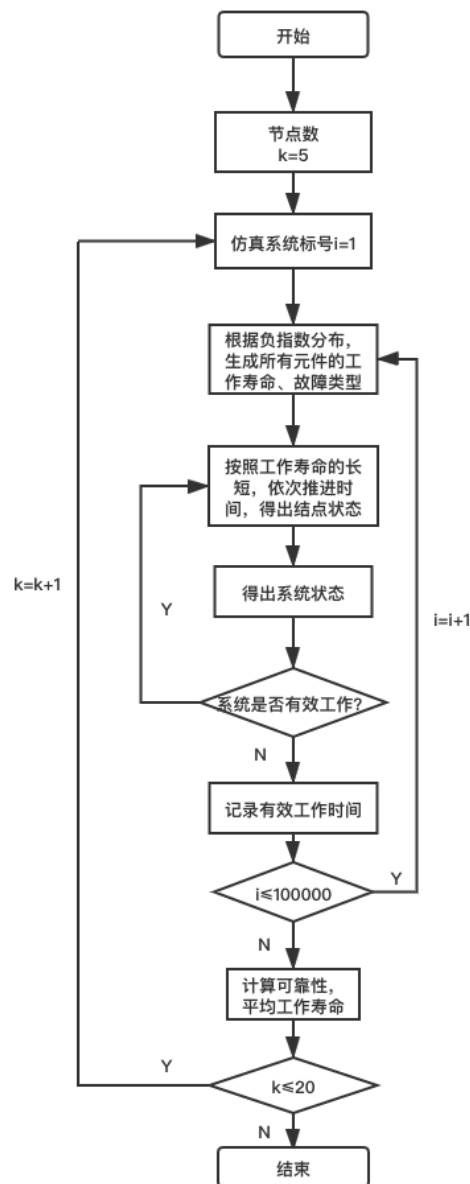 开始
节点数
k=5
仿真系统标号i=1
根据负指数分布，
生成所有元件的工
作寿命、故障类型
按照工作寿命的长
短，依次推进时
间，得出结点状态
k=k+1
Y
得出系统状态
i=i+1
系统是否有效工作?
N
记录有效工作时间
i≤100000
Y
N
计算可靠性，
平均工作寿命
Y
k≤20
N
结束